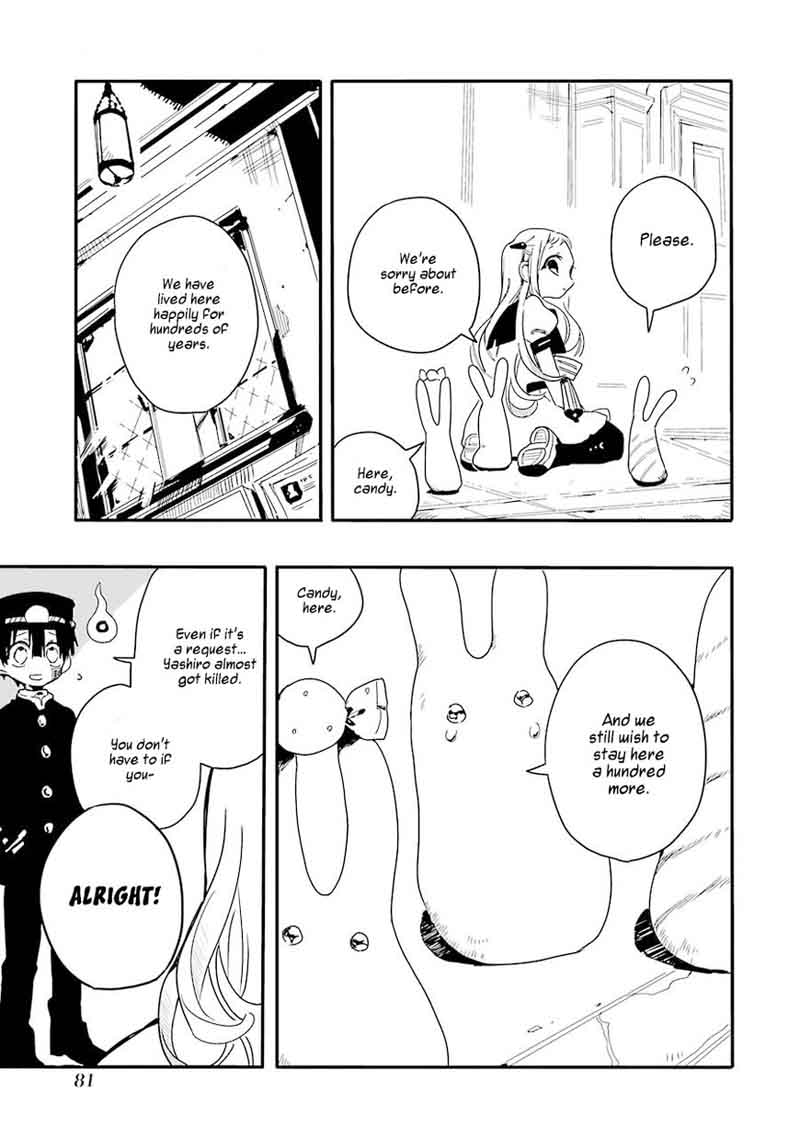 Please.
We're
sorry about
before.
Here,
candy.
We have
lived here
happily for
hundreds of
years.
And we
still wish to
stay here
a hundred
more.
Candy,
here.
Even if it's
a request...
Yashiro almost
got killed.
You don't
have to if
you-
ALRIGHT!
81